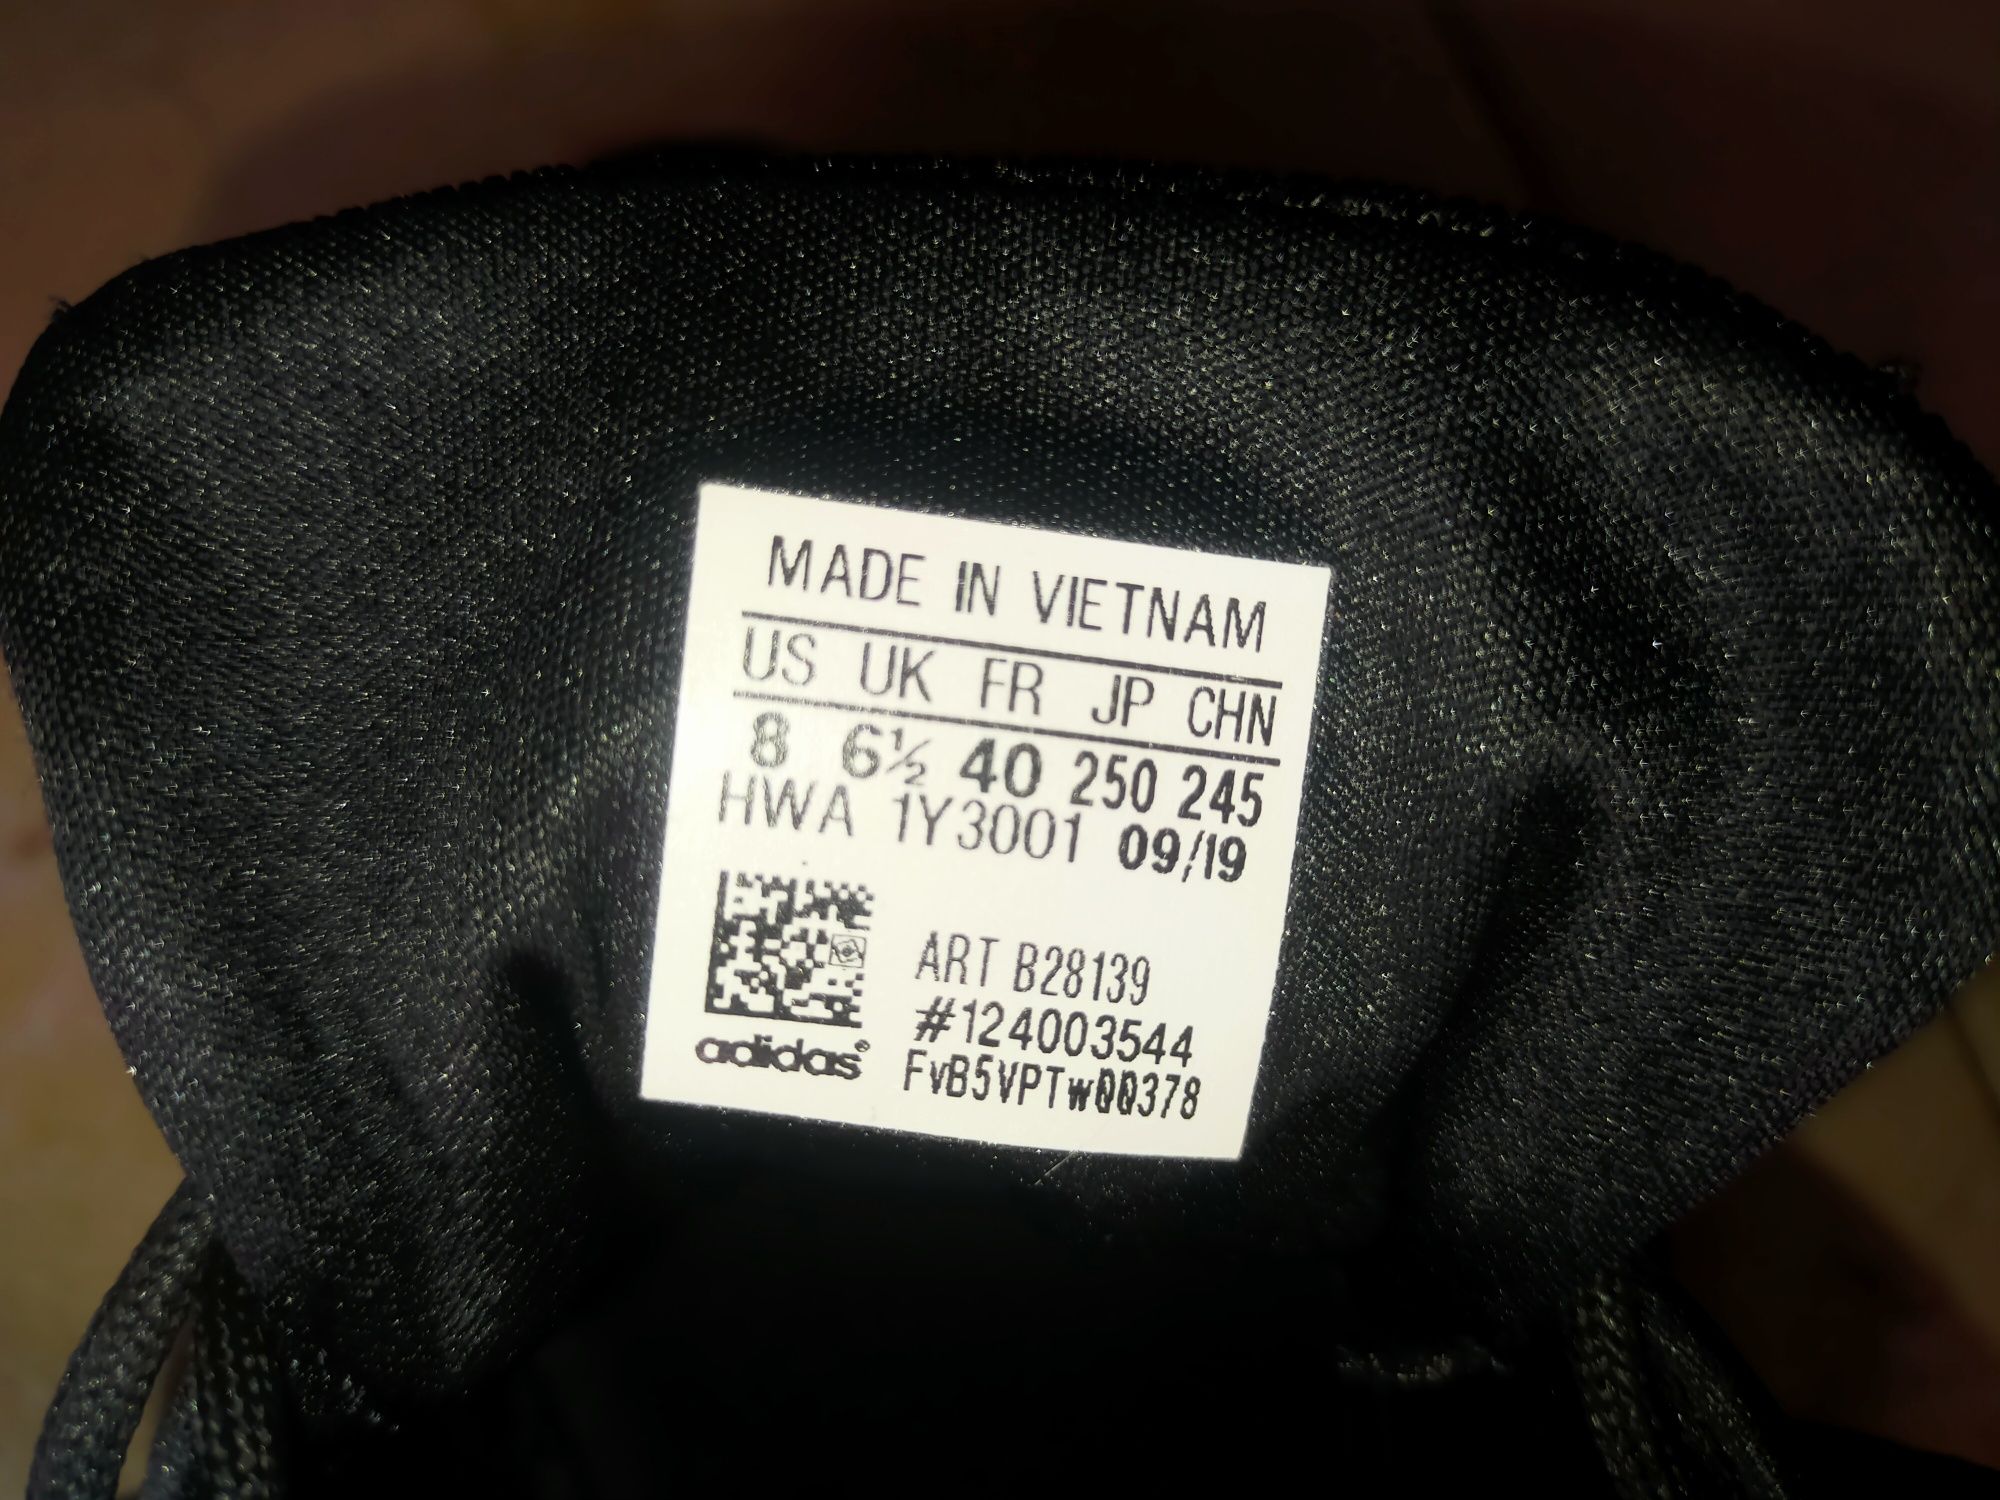 MADE IN VIETNAM
US UK FR JP CHN
8 6½ 40 250 245
HWA 1Y3001 09/19
ART B28139
#124003544
adidas®
FvB5VPTw00378